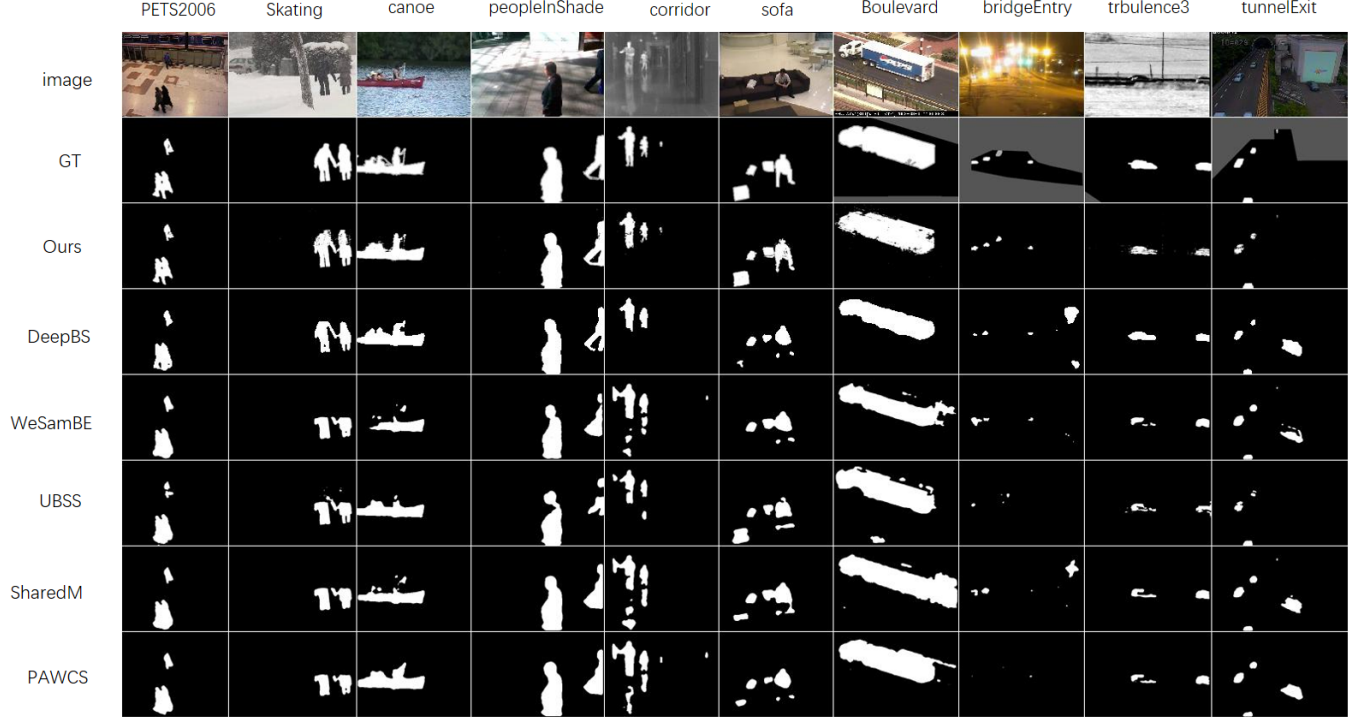 PETS2006 Skating canoe peopleInShade corridor sofa Boulevard bridgeEntry trbulence3 tunnelExit
image
GT
Ours
DeepBS
WeSamBE
UBSS
SharedM
PAWCS